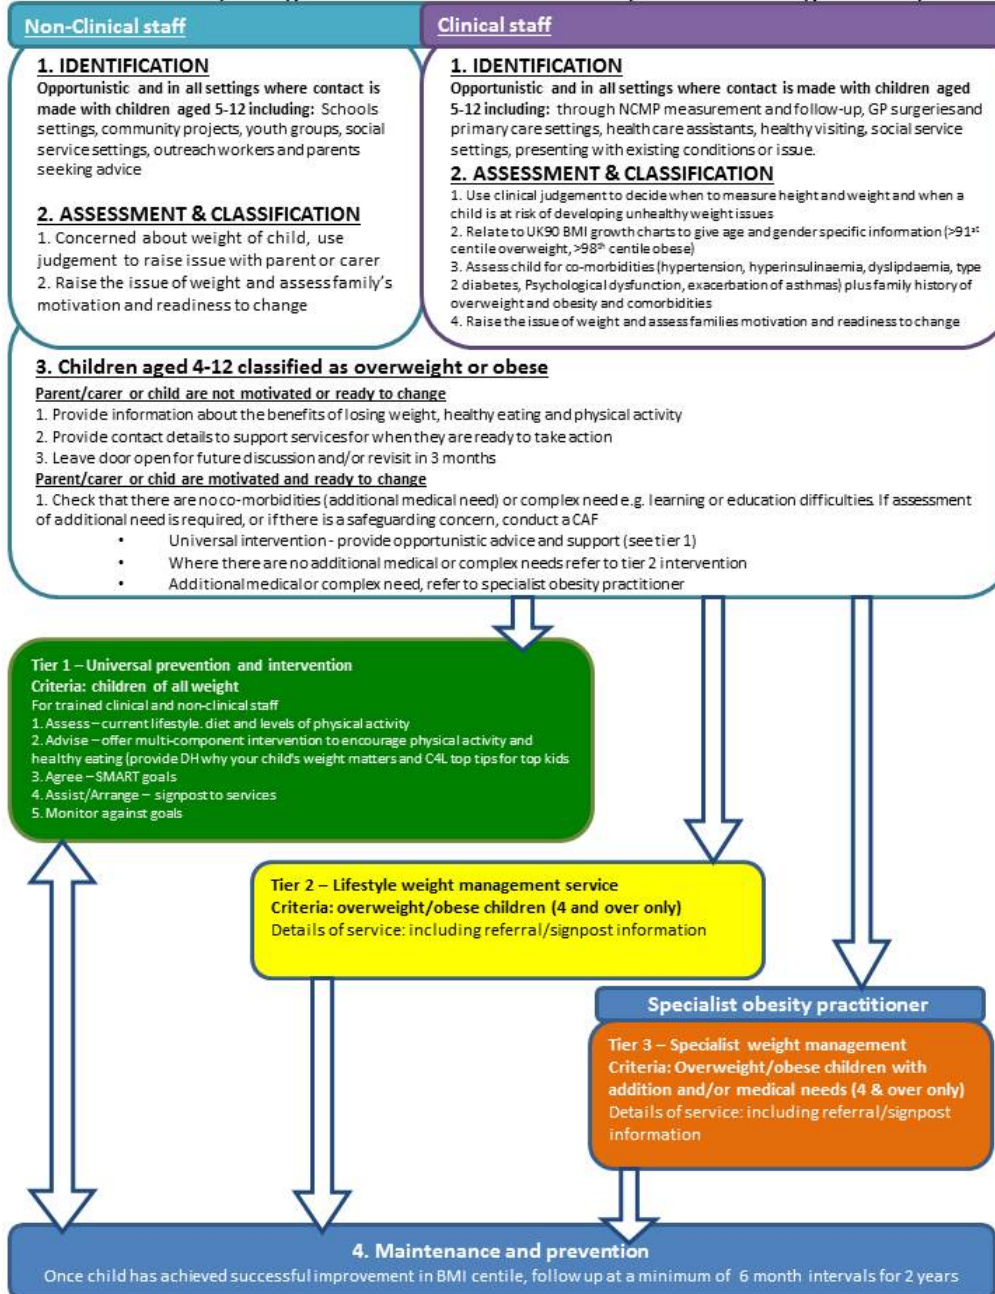 Non-Clinical staff
1. IDENTIFICATION
Opportunistic and in all settings where contact is
made with children aged 5-12 including: Schools
settings, community projects, youth groups, social
service settings, outreach workers and parents
seeking advice
2. ASSESSMENT & CLASSIFICATION
1. Concerned about weight of child, use
judgement to raise issue with parent or carer
2. Raise the issue of weight and assess family's
motivation and readiness to change
Clinical staff
1. IDENTIFICATION
Opportunistic and in all settings where contact is made with children aged
5-12 including: through NCMP measurement and follow-up, GP surgeries and
primary care settings, health care assistants, healthy visiting, social service
settings, presenting with existing conditions or issue.
2. ASSESSMENT & CLASSIFICATION
1. Use clinical judgement to decide when to measure height and weight and when a
child is at risk of developing unhealthy weight issues
2. Relate to UK90 BMI growth charts to give age and gender specific information (>91st
centile overweight, >98th centile obese)
3. Assess child for co-morbidities (hypertension, hyperinsulinaemia, dyslipdaemia, type
2 diabetes, Psychological dysfunction, exacerbation of asthmas) plus family history of
overweight and obesity and comorbidities
4. Raise the issue of weight and assess families motivation and readiness to change
3. Children aged 4-12 classified as overweight or obese
Parent/carer or child are not motivated or ready to change
1. Provide information about the benefits of losing weight, healthy eating and physical activity
2. Provide contact details to support services for when they are ready to take action
3. Leave door open for future discussion and/or revisit in 3 months
Parent/carer or chid are motivated and ready to change
1. Check that there are no co-morbidities (additional medical need) or complex need e.g. learning or education difficulties. If assessment
of additional need is required, or if there is a safeguarding concern, conduct a CAF
• Universal intervention - provide opportunistic advice and support (see tier 1)
• Where there are no additional medical or complex needs refer to tier 2 intervention
• Additional medical or complex need, refer to specialist obesity practitioner
Tier 1 – Universal prevention and intervention
Criteria: children of all weight
For trained clinical and non-clinical staff
1. Assess – current lifestyle. diet and levels of physical activity
2. Advise – offer multi-component intervention to encourage physical activity and
healthy eating (provide DH why your child's weight matters and C4L top tips for top kids
3. Agree – SMART goals
4. Assist/Arrange – signpost to services
5. Monitor against goals
Tier 2 – Lifestyle weight management service
Criteria: overweight/obese children (4 and over only)
Details of service: including referral/signpost information
Specialist obesity practitioner
Tier 3 – Specialist weight management
Criteria: Overweight/obese children with
addition and/or medical needs (4 & over only)
Details of service: including referral/signpost
information
4. Maintenance and prevention
Once child has achieved successful improvement in BMI centile, follow up at a minimum of 6 month intervals for 2 years